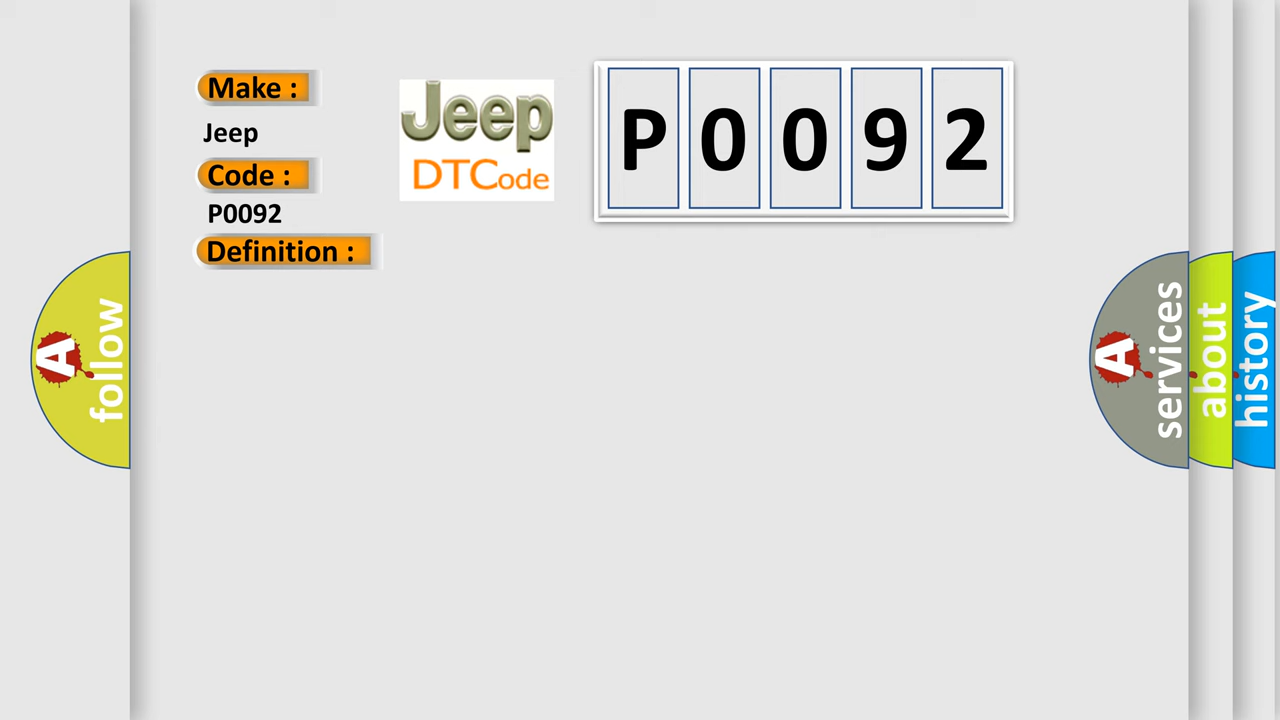 Make :
Jeep
Code :
P0092
Definition :
Jeep
DTCode
P0092
A follow
A services
about
history